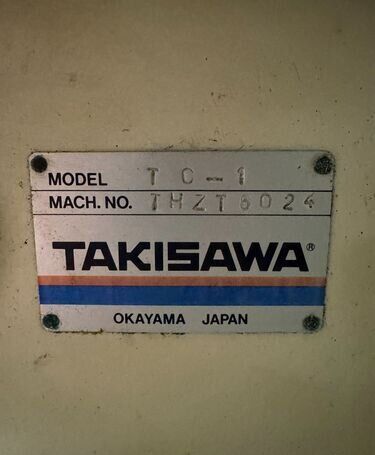 MODEL TC-1
MACH. NO. THZT6024
TAKISAWA®
OKAYAMA JAPAN